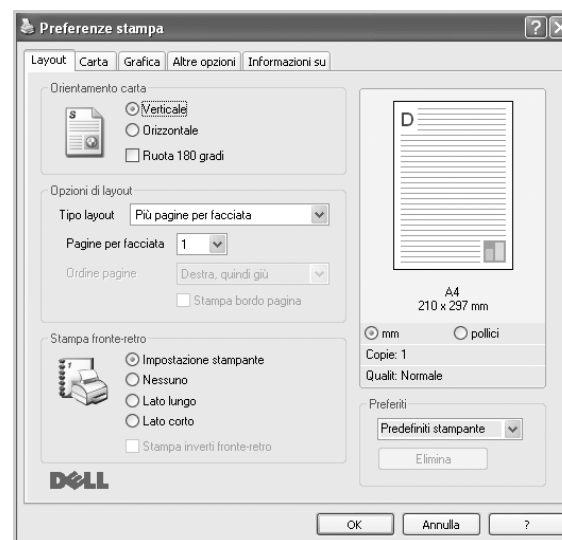 Preferenze stampa
Layout Carta Grafica Altre opzioni Informazioni su
Orientamento carta
S
Verticale
Orizzontale
Ruota 180 gradi
Opzioni di layout
Tipo layout Più pagine per facciata
Pagine per facciata 1
Ordine pagine Destra, quindi giù
Stampa bordo pagina
Stampa fronte-retro
Impostazione stampante
Nessuno
Lato lungo
Lato corto
Stampa inverti fronte-retro
DELL
D
A4
210 x 297 mm
mm pollici
Copie: 1
Qualit: Normale
Preferiti
Predefiniti stampante
Elimina
OK Annulla ?